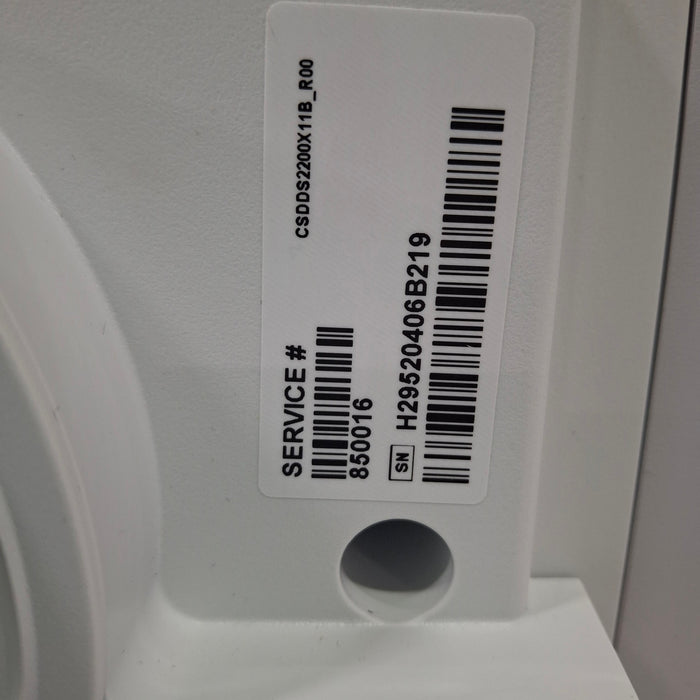 CSDDS2200X11B_R00
SERVICE #
850016
SN H29520406B219